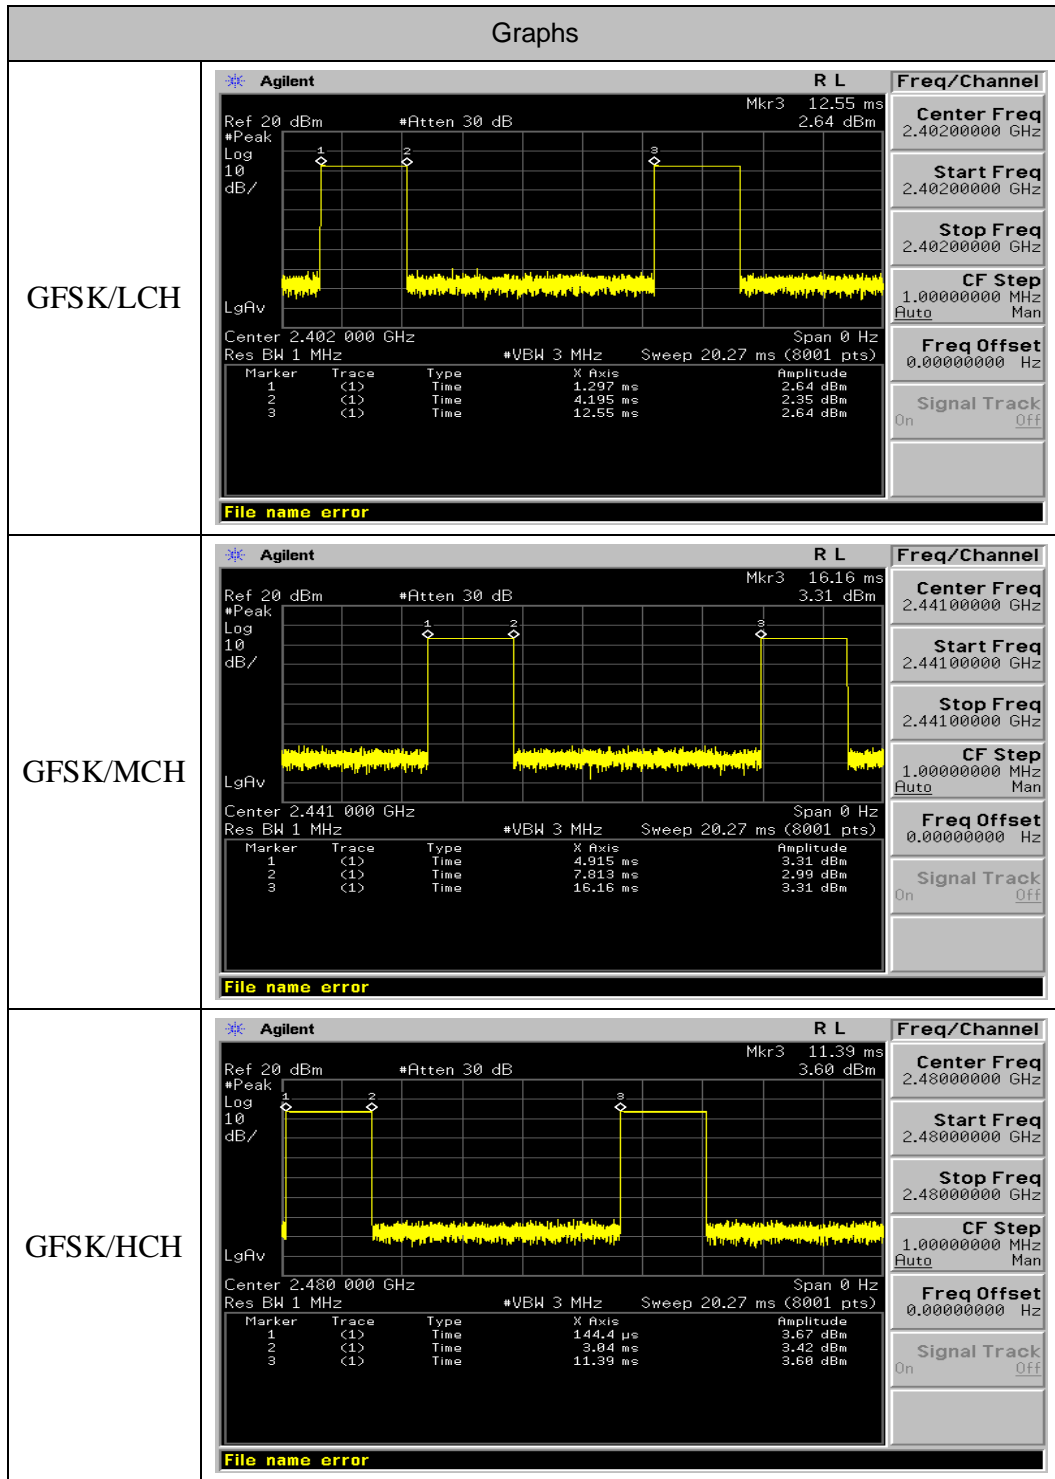 Graphs
GFSK/LCH
Agilent R L Freq/Channel
Mkr3 12.55 ms
Ref 20 dBm #Atten 30 dB 2.64 dBm
#Peak
Log
10
dB/
1 2 3
LgAv
Center 2.402 000 GHz Span 0 Hz
Res BW 1 MHz #VBW 3 MHz Sweep 20.27 ms (8001 pts)
Marker Trace Type X Axis Amplitude
1 (1) Time 1.297 ms 2.64 dBm
2 (1) Time 4.195 ms 2.35 dBm
3 (1) Time 12.55 ms 2.64 dBm
File name error
Center Freq
2.40200000 GHz
Start Freq
2.40200000 GHz
Stop Freq
2.40200000 GHz
CF Step
1.00000000 MHz
Auto Man
Freq Offset
0.00000000 Hz
Signal Track
On Off
GFSK/MCH
Agilent R L Freq/Channel
Mkr3 16.16 ms
Ref 20 dBm #Atten 30 dB 3.31 dBm
#Peak
Log
10
dB/
1 2 3
LgAv
Center 2.441 000 GHz Span 0 Hz
Res BW 1 MHz #VBW 3 MHz Sweep 20.27 ms (8001 pts)
Marker Trace Type X Axis Amplitude
1 (1) Time 4.915 ms 3.31 dBm
2 (1) Time 7.813 ms 2.99 dBm
3 (1) Time 16.16 ms 3.31 dBm
File name error
Center Freq
2.44100000 GHz
Start Freq
2.44100000 GHz
Stop Freq
2.44100000 GHz
CF Step
1.00000000 MHz
Auto Man
Freq Offset
0.00000000 Hz
Signal Track
On Off
GFSK/HCH
Agilent R L Freq/Channel
Mkr3 11.39 ms
Ref 20 dBm #Atten 30 dB 3.60 dBm
#Peak
Log
10
dB/
1 2 3
LgAv
Center 2.480 000 GHz Span 0 Hz
Res BW 1 MHz #VBW 3 MHz Sweep 20.27 ms (8001 pts)
Marker Trace Type X Axis Amplitude
1 (1) Time 144.4 µs 3.67 dBm
2 (1) Time 3.04 ms 3.42 dBm
3 (1) Time 11.39 ms 3.60 dBm
File name error
Center Freq
2.48000000 GHz
Start Freq
2.48000000 GHz
Stop Freq
2.48000000 GHz
CF Step
1.00000000 MHz
Auto Man
Freq Offset
0.00000000 Hz
Signal Track
On Off